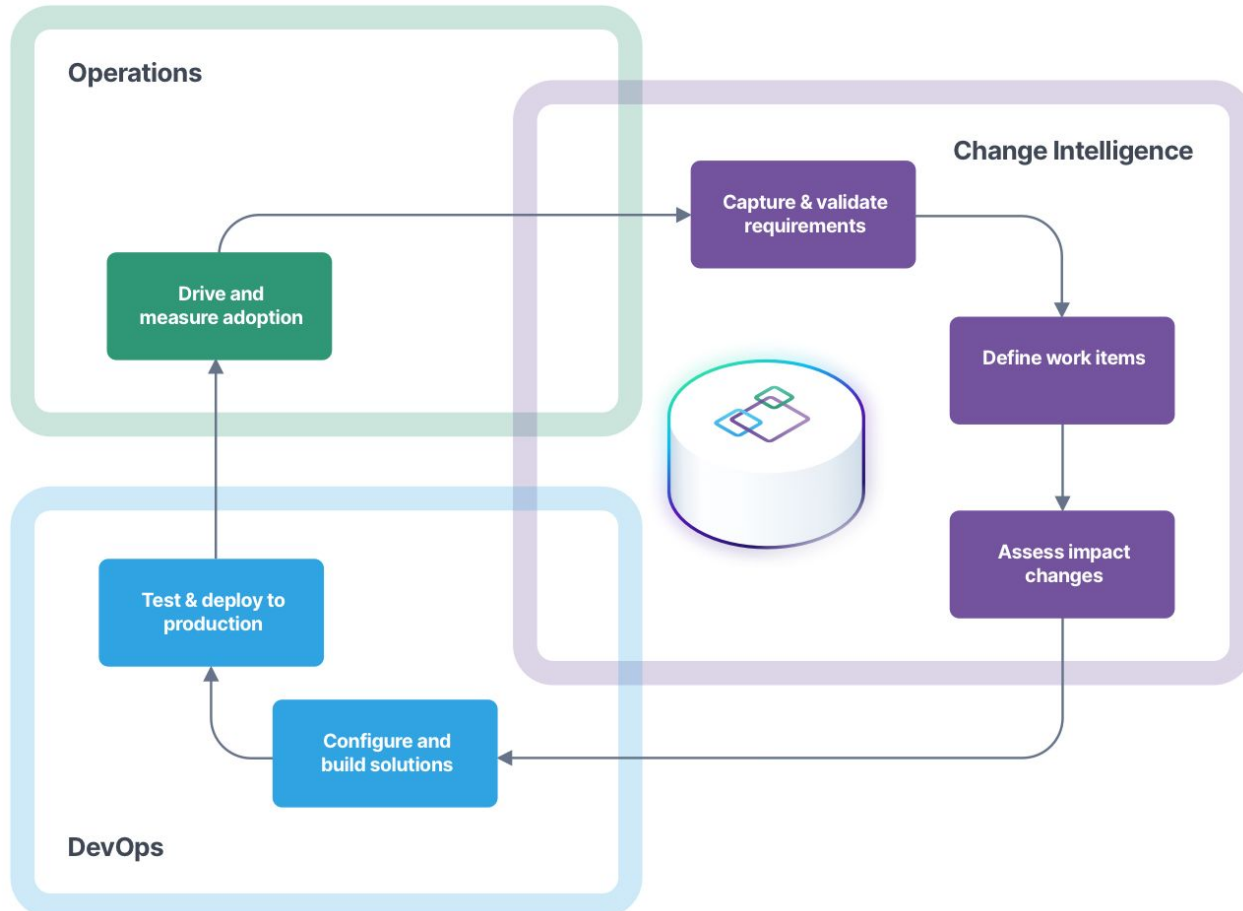 Operations
Change Intelligence
Capture & validate
requirements
Drive and
measure adoption
Define work items
Assess impact
changes
Test & deploy to
production
Configure and
build solutions
DevOps